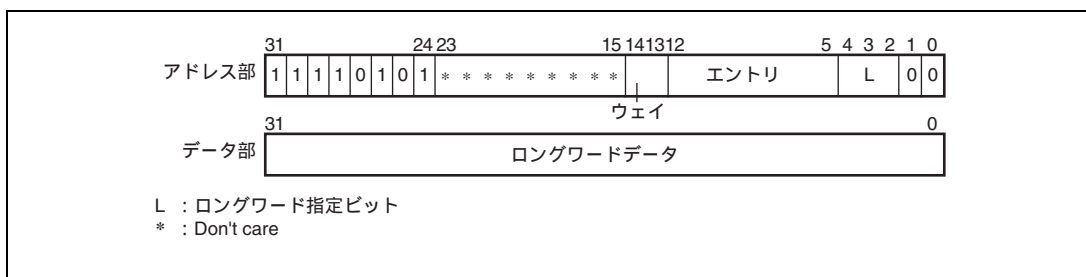 31 24 23 15 14 13 12 5 4 3 2 1 0
アドレス部 1 1 1 1 0 1 0 1 * * * * * * * * * エントリ L 0 0
ウェイ
31 0
データ部 ロングワードデータ
L :ロングワード指定ビット
* :Don't care